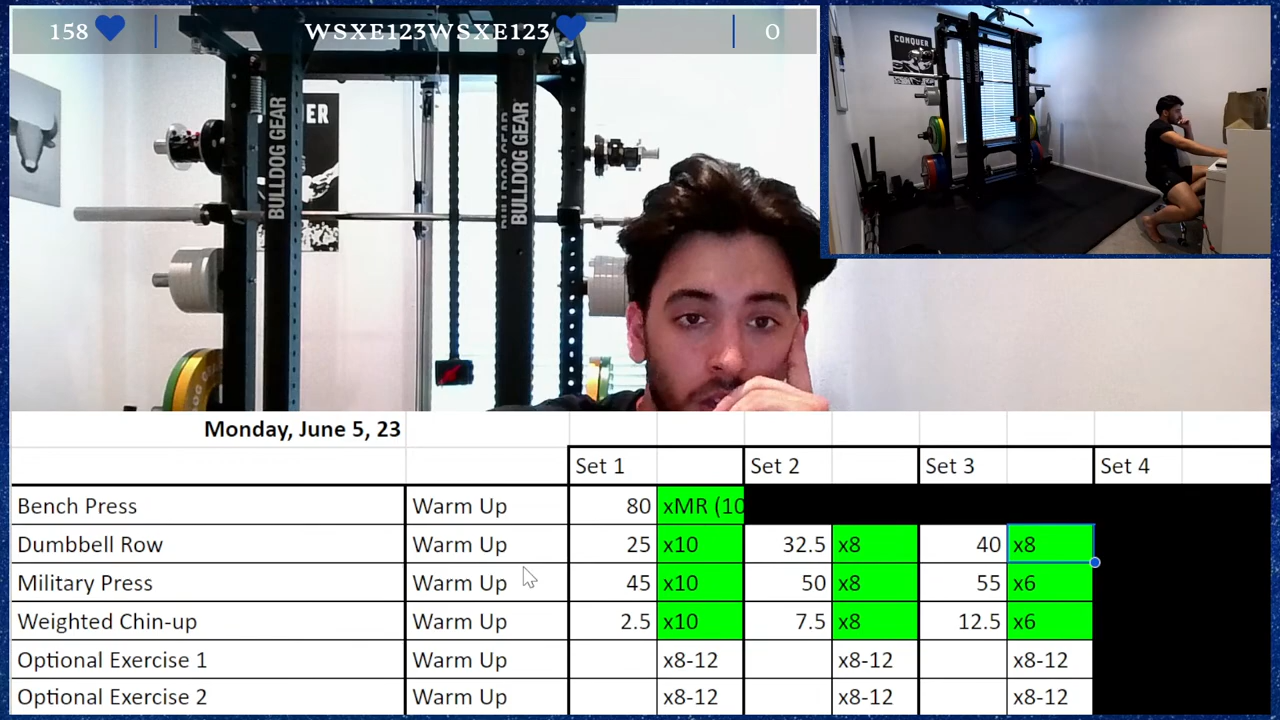 158
WSXE123WSXE123
0
CONQUER
BULLDOG GEAR
BULLDOG GEAR
BULLDOG GEAR
Monday, June 5, 23
Set 1 Set 2 Set 3 Set 4
Bench Press Warm Up 80 xMR (10
Dumbbell Row Warm Up 25 x10 32.5 x8 40 x8
Military Press Warm Up 45 x10 50 x8 55 x6
Weighted Chin-up Warm Up 2.5 x10 7.5 x8 12.5 x6
Optional Exercise 1 Warm Up x8-12 x8-12 x8-12
Optional Exercise 2 Warm Up x8-12 x8-12 x8-12